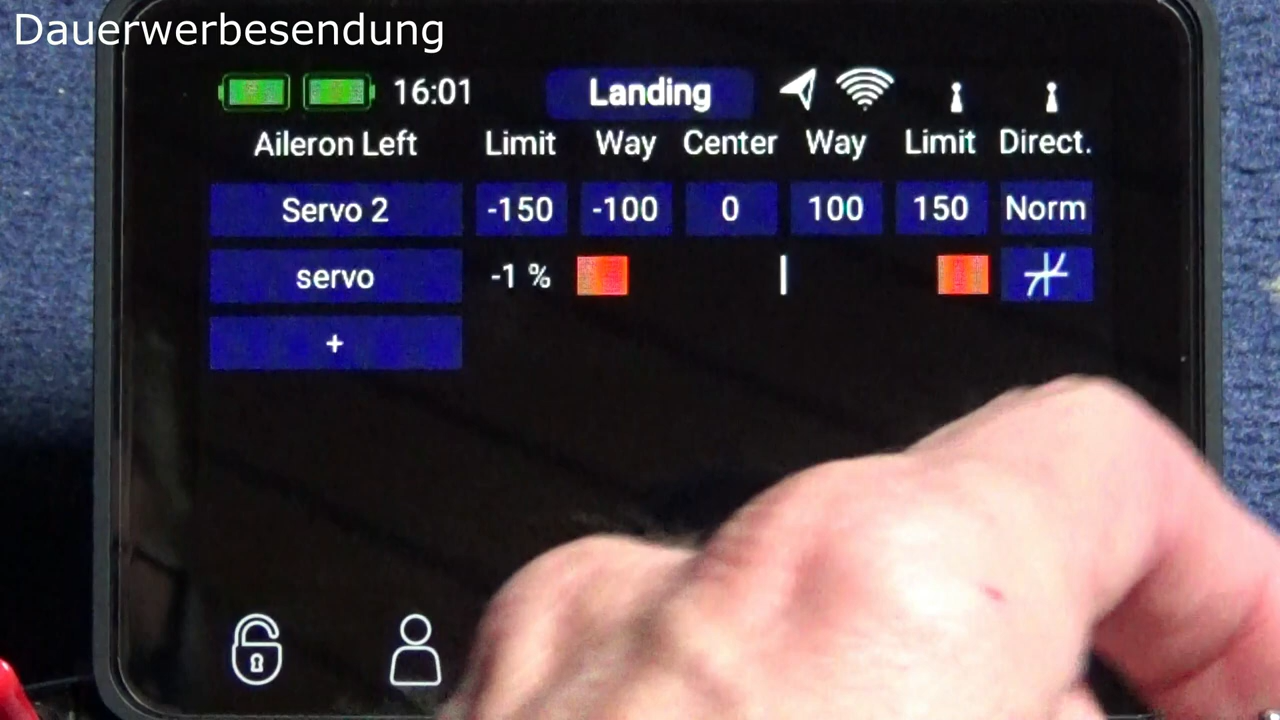 Dauerwerbesendung
16:01 Landing
Aileron Left Limit Way Center Way Limit Direct.
Servo 2 -150 -100 0 100 150 Norm
servo -1 %
+